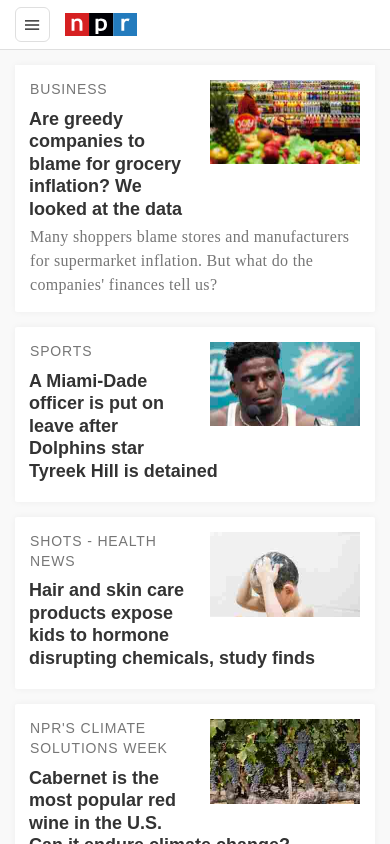 npr
BUSINESS
Are greedy
companies to
blame for grocery
inflation? We
looked at the data
Many shoppers blame stores and manufacturers
for supermarket inflation. But what do the
companies' finances tell us?
SPORTS
A Miami-Dade
officer is put on
leave after
Dolphins star
Tyreek Hill is detained
SHOTS - HEALTH
NEWS
Hair and skin care
products expose
kids to hormone
disrupting chemicals, study finds
NPR'S CLIMATE
SOLUTIONS WEEK
Cabernet is the
most popular red
wine in the U.S.
Can it endure climate change?